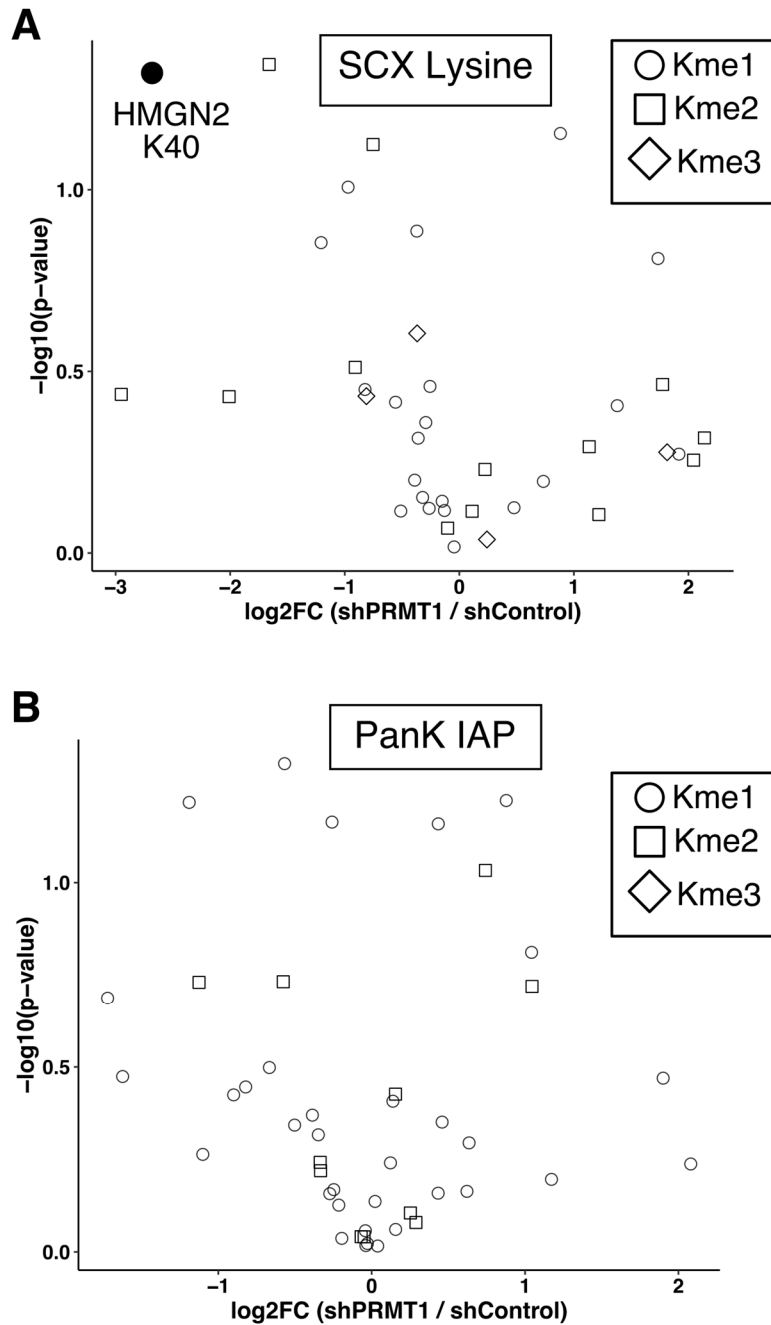 A
SCX Lysine
Kme1
Kme2
Kme3
HMGN2
K40
−log10(p−value)
1.0
0.5
0.0
−3 −2 −1 0 1 2
log2FC (shPRMT1 / shControl)
B
PanK IAP
Kme1
Kme2
Kme3
−log10(p−value)
1.0
0.5
0.0
−1 0 1 2
log2FC (shPRMT1 / shControl)